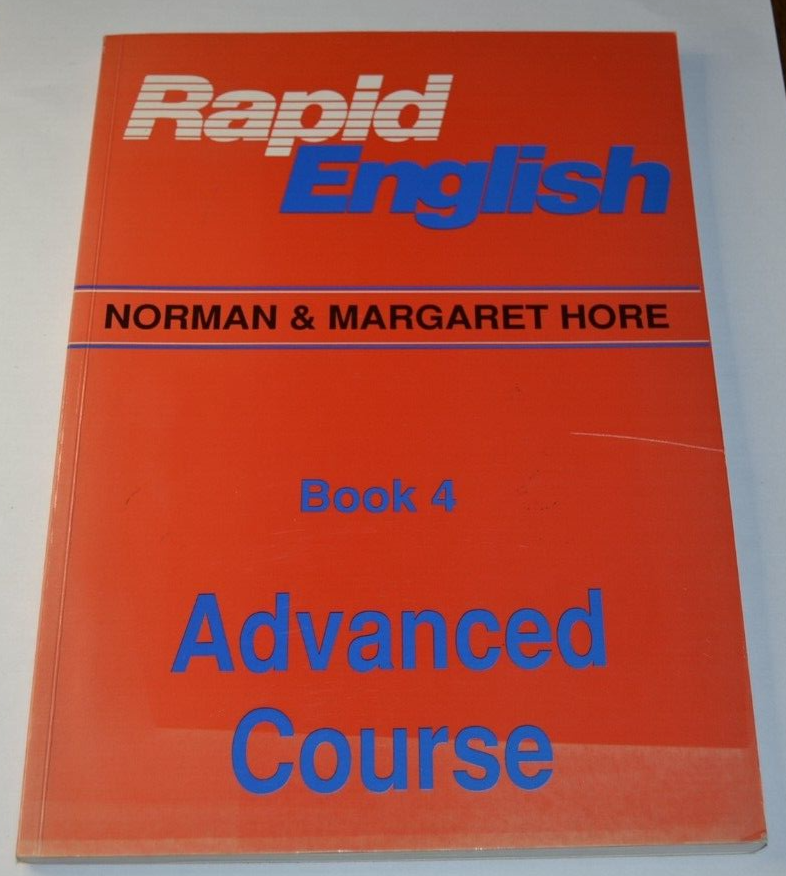 Rapid
English
NORMAN & MARGARET HORE
Book 4
Advanced
Course